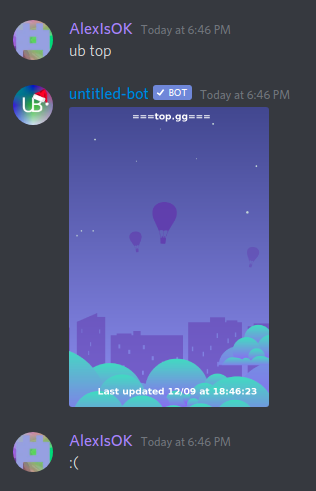 AlexIsOK Today at 6:46 PM
ub top
UB
untitled-bot ✓ BOT Today at 6:46 PM
===top.gg===
Last updated 12/09 at 18:46:23
AlexIsOK Today at 6:46 PM
:(